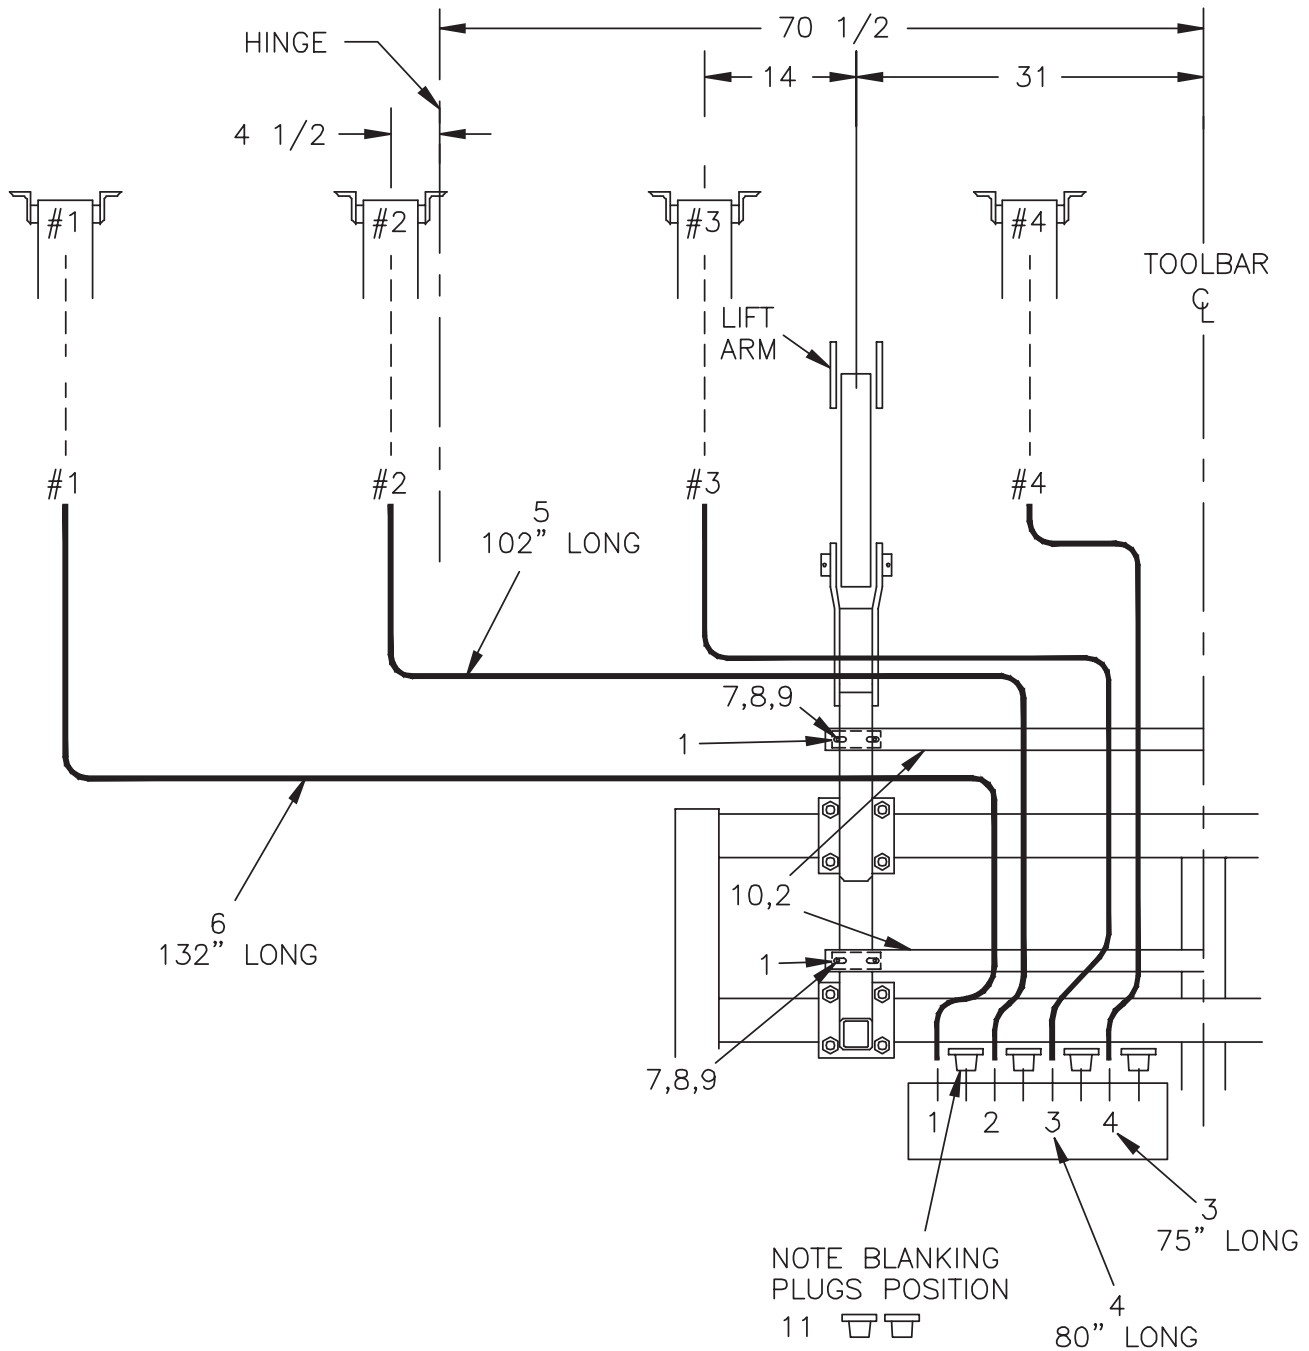 70 1/2
HINGE
14
31
4 1/2
#1
#2
#3
#4
TOOLBAR
CL
LIFT
ARM
#1
#2
#3
#4
5
102” LONG
7,8,9
1
10,2
6
132” LONG
1
7,8,9
1
2
3
4
3
75” LONG
NOTE BLANKING
PLUGS POSITION
11
4
80” LONG